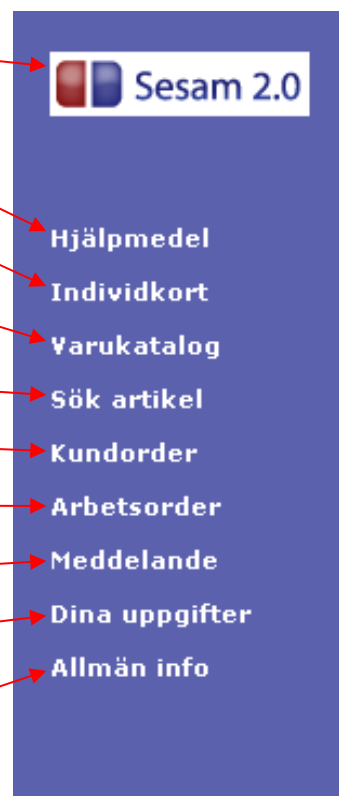 Sesam 2.0
Hjälpmedel
Individkort
Varukatalog
Sök artikel
Kundorder
Arbetsorder
Meddelande
Dina uppgifter
Allmän info